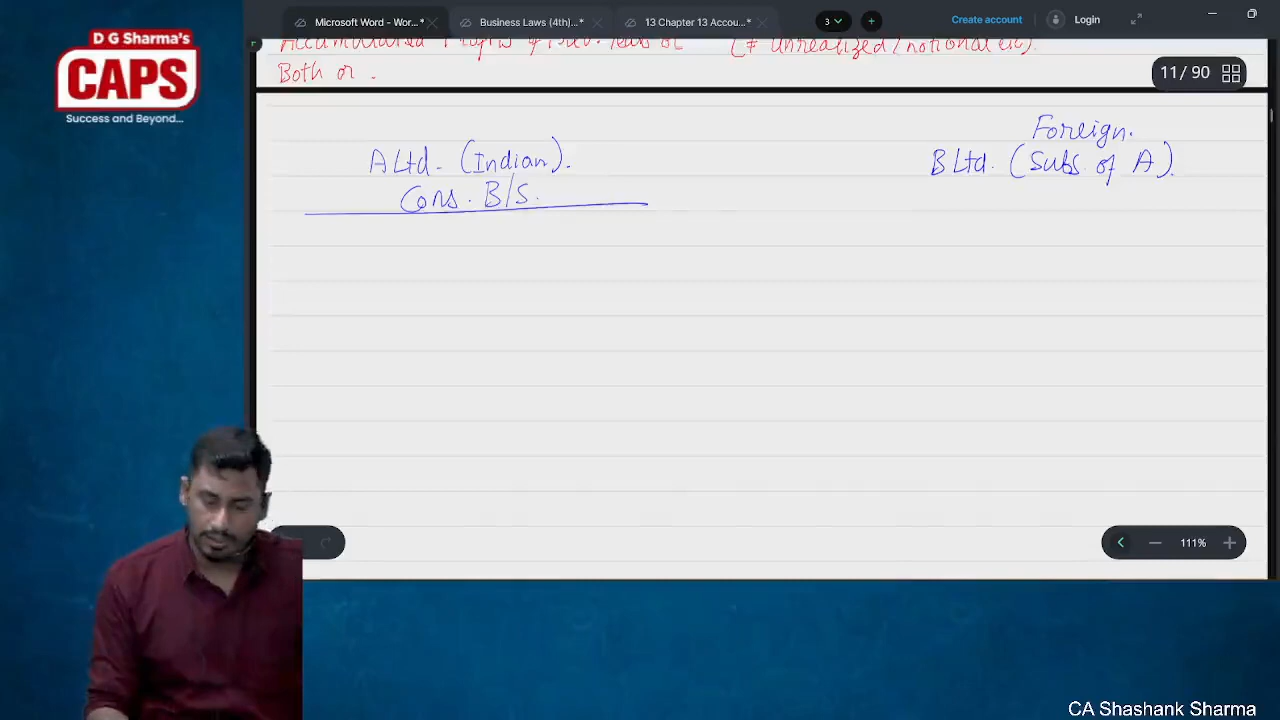 D G Sharma's
CAPS
Success and Beyond...
Microsoft Word - Wor...*
Business Laws (4th)...*
13 Chapter 13 Accou...*
3
Create account
Login
11/90
Both or .
A Ltd. (Indian).
Cons. B/S.
Foreign.
B Ltd. (Subs of A).
111%
CA Shashank Sharma